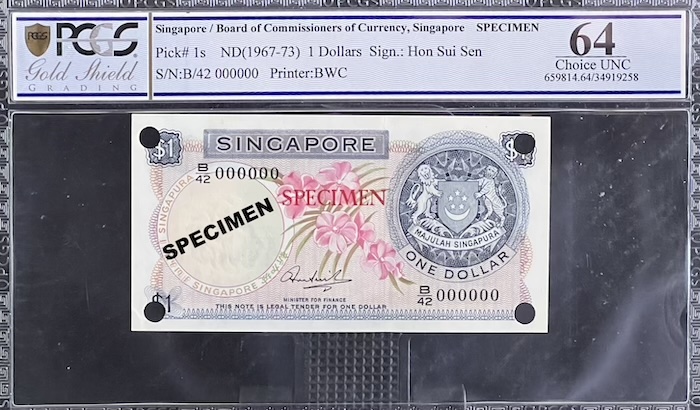 Singapore / Board of Commissioners of Currency, Singapore SPECIMEN
PCGS
PCGS
Gold Shield
GRADING
Pick# 1s ND(1967-73) 1 Dollars Sign.: Hon Sui Sen
S/N:B/42 000000 Printer:BWC
64
Choice UNC
659814.64/34919258
$1
SINGAPORE
$1
B/42 000000
SPECIMEN
SPECIMEN
SINGAPURA
SINGAPORE
MAJULAH SINGAPURA
ONE DOLLAR
B/42 000000
$1
MINISTER FOR FINANCE
THIS NOTE IS LEGAL TENDER FOR ONE DOLLAR